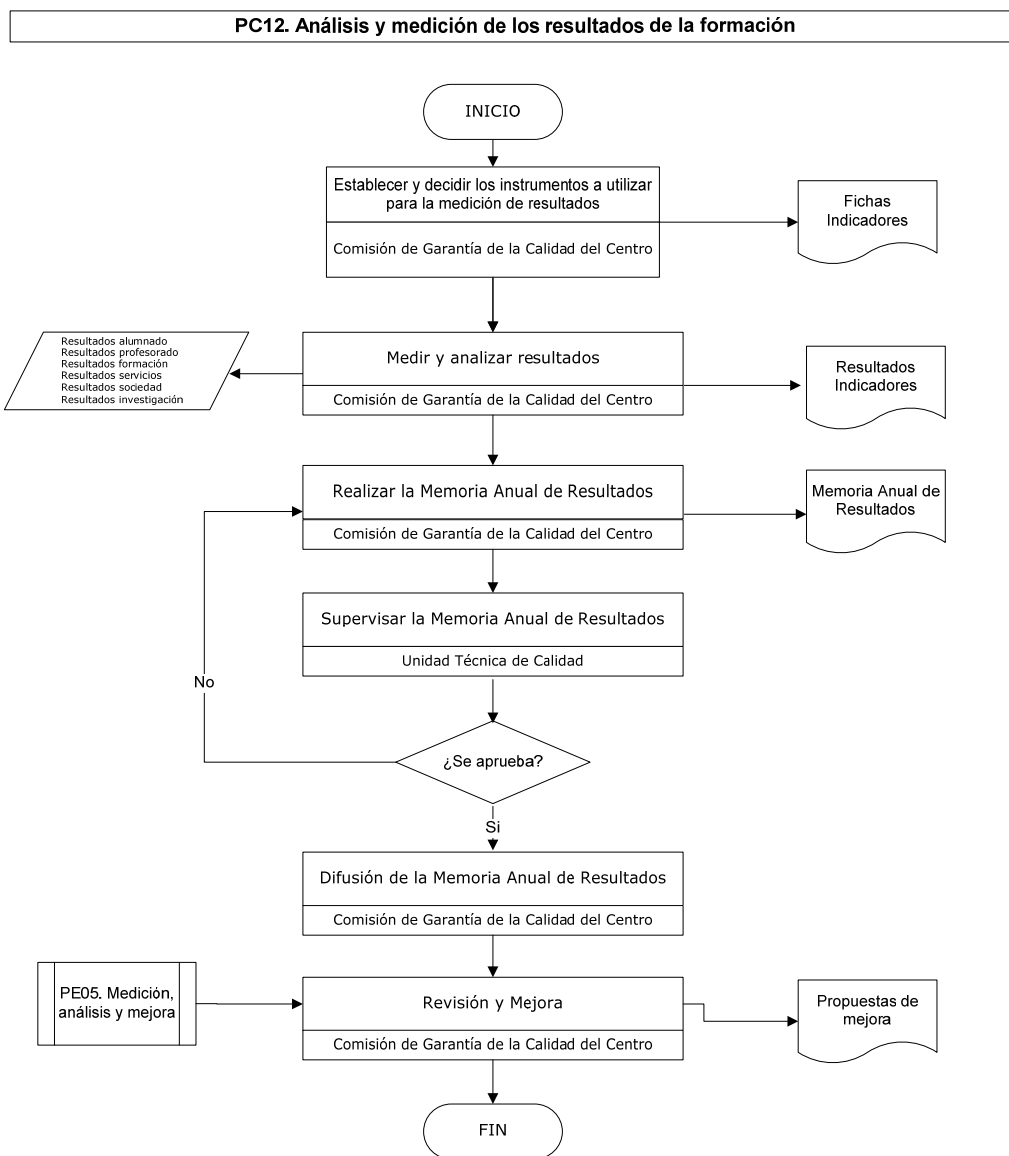 PC12. Análisis y medición de los resultados de la formación
INICIO
Establecer y decidir los instrumentos a utilizar
para la medición de resultados
Comisión de Garantía de la Calidad del Centro
Fichas
Indicadores
Medir y analizar resultados
Comisión de Garantía de la Calidad del Centro
Resultados alumnado
Resultados profesorado
Resultados formación
Resultados servicios
Resultados sociedad
Resultados investigación
Resultados
Indicadores
Realizar la Memoria Anual de Resultados
Comisión de Garantía de la Calidad del Centro
Memoria Anual de
Resultados
Supervisar la Memoria Anual de Resultados
Unidad Técnica de Calidad
No
¿Se aprueba?
Si
Difusión de la Memoria Anual de Resultados
Comisión de Garantía de la Calidad del Centro
PE05. Medición,
análisis y mejora
Revisión y Mejora
Comisión de Garantía de la Calidad del Centro
Propuestas de
mejora
FIN